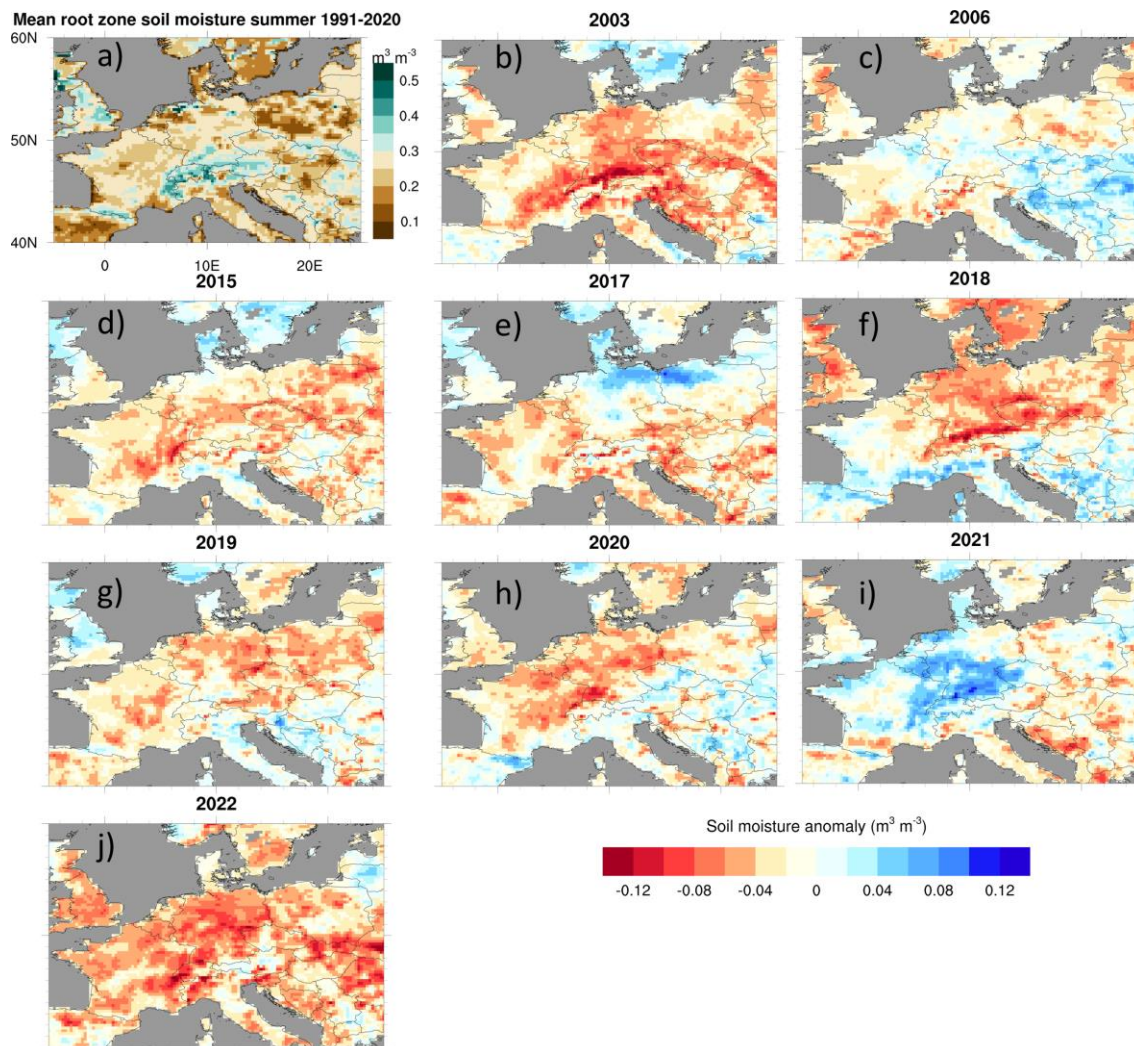 Mean root zone soil moisture summer 1991-2020
2003
2006
60N
50N
40N
a)
m³ m⁻³
0.5
0.4
0.3
0.2
0.1
b)
c)
0
10E
20E
2015
2017
2018
d)
e)
f)
2019
2020
2021
g)
h)
i)
2022
j)
Soil moisture anomaly (m³ m⁻³)
-0.12 -0.08 -0.04 0 0.04 0.08 0.12